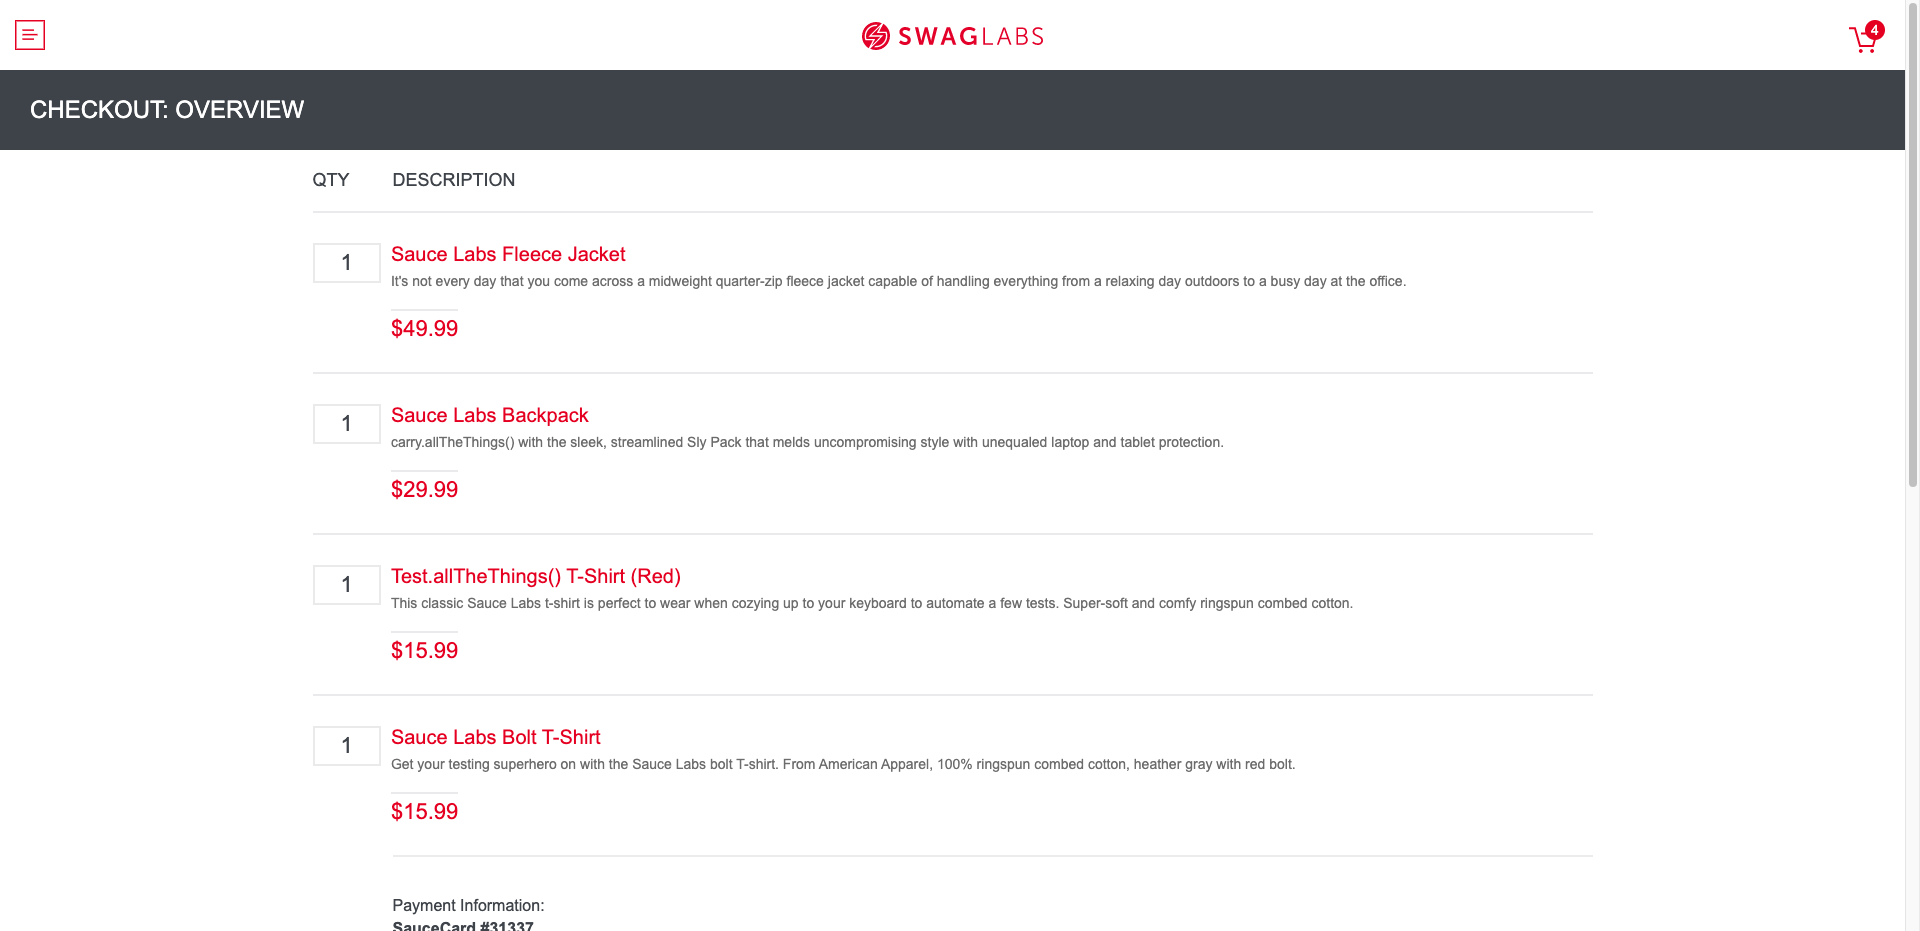 SWAGLABS
4
CHECKOUT: OVERVIEW
QTY DESCRIPTION
1
Sauce Labs Fleece Jacket
It's not every day that you come across a midweight quarter-zip fleece jacket capable of handling everything from a relaxing day outdoors to a busy day at the office.
$49.99
1
Sauce Labs Backpack
carry.allTheThings() with the sleek, streamlined Sly Pack that melds uncompromising style with unequaled laptop and tablet protection.
$29.99
1
Test.allTheThings() T-Shirt (Red)
This classic Sauce Labs t-shirt is perfect to wear when cozying up to your keyboard to automate a few tests. Super-soft and comfy ringspun combed cotton.
$15.99
1
Sauce Labs Bolt T-Shirt
Get your testing superhero on with the Sauce Labs bolt T-shirt. From American Apparel, 100% ringspun combed cotton, heather gray with red bolt.
$15.99
Payment Information:
SauceCard #31337